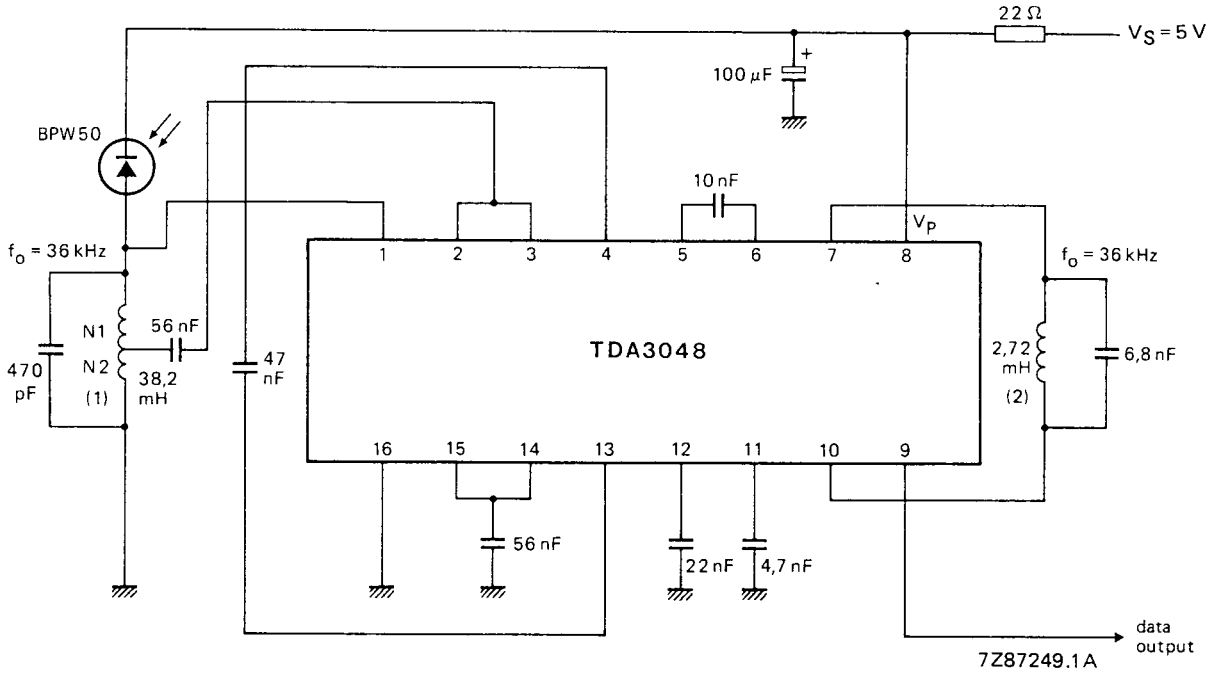 22 Ω
V_S = 5 V
+
100 μF
BPW50
10 nF
V_P
1 2 3 4 5 6 7 8
f_o = 36 kHz
f_o = 36 kHz
N1
56 nF
N2
470
pF
(1)
38,2
mH
47
nF
TDA3048
2,72
mH
(2)
6,8 nF
16 15 14 13 12 11 10 9
56 nF
22 nF
4,7 nF
data
output
7Z87249.1A